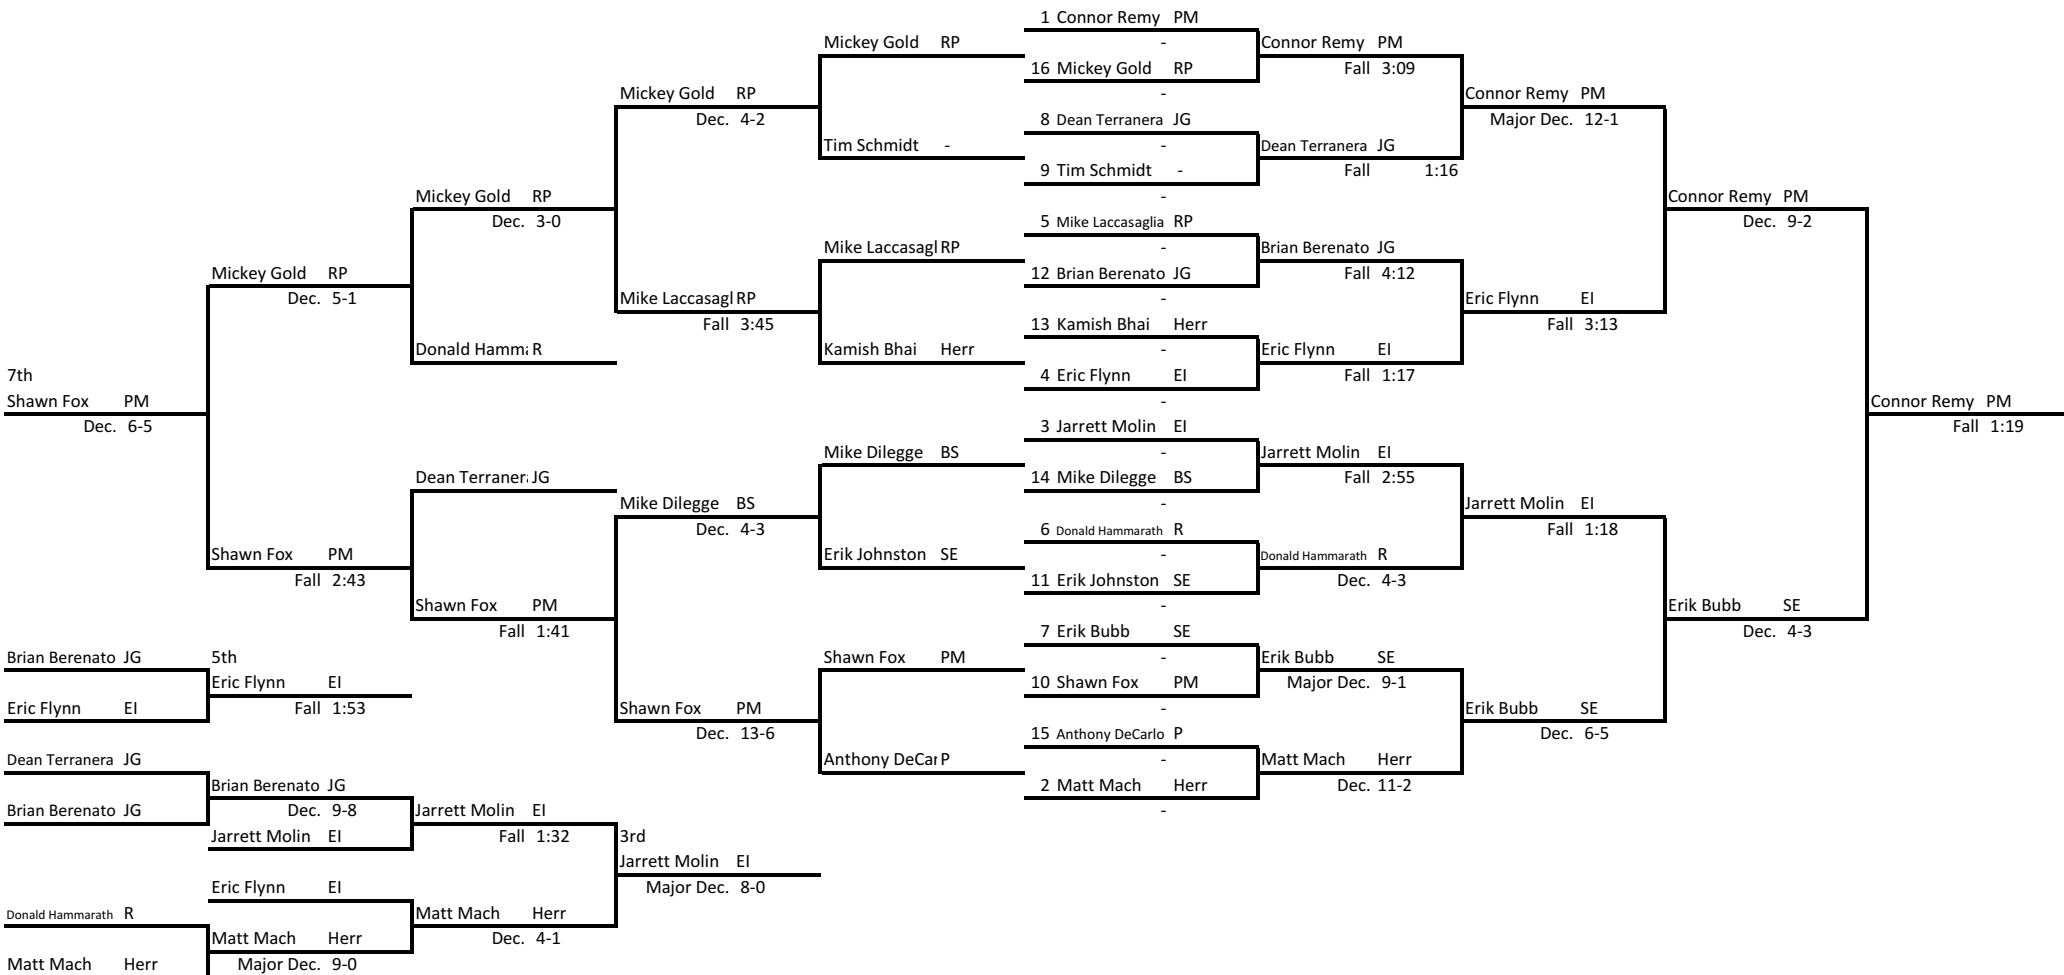 1 Connor Remy PM
Mickey Gold RP - Connor Remy PM
16 Mickey Gold RP Fall 3:09
Mickey Gold RP - Connor Remy PM
Dec. 4-2 8 Dean Terranera JG Major Dec. 12-1
Tim Schmidt - - Dean Terranera JG
9 Tim Schmidt - Fall 1:16
Mickey Gold RP - Connor Remy PM
Dec. 3-0 5 Mike Laccasaglia RP Dec. 9-2
Mike Laccasagl RP - Brian Berenato JG
Mickey Gold RP 12 Brian Berenato JG Fall 4:12
Dec. 5-1 Mike Laccasagl RP - Eric Flynn EI
Fall 3:45 13 Kamish Bhai Herr Fall 3:13
Donald Hamma R Kamish Bhai Herr - Eric Flynn EI
7th 4 Eric Flynn EI Fall 1:17
Shawn Fox PM - Connor Remy PM
Dec. 6-5 3 Jarrett Molin EI Fall 1:19
Mike Dilegge BS - Jarrett Molin EI
Dean Terranera JG 14 Mike Dilegge BS Fall 2:55
Mike Dilegge BS - Jarrett Molin EI
Dec. 4-3 6 Donald Hammarath R Fall 1:18
Shawn Fox PM Erik Johnston SE - Donald Hammarath R
Fall 2:43 11 Erik Johnston SE Dec. 4-3
Shawn Fox PM - Erik Bubb SE
Fall 1:41 7 Erik Bubb SE Dec. 4-3
Brian Berenato JG 5th Shawn Fox PM - Erik Bubb SE
Eric Flynn EI 10 Shawn Fox PM Major Dec. 9-1
Eric Flynn EI Fall 1:53 Shawn Fox PM - Erik Bubb SE
Dec. 13-6 15 Anthony DeCarlo P Dec. 6-5
Dean Terranera JG Anthony DeCar P - Matt Mach Herr
Brian Berenato JG 2 Matt Mach Herr Dec. 11-2
Brian Berenato JG Dec. 9-8 Jarrett Molin EI -
Jarrett Molin EI Fall 1:32 3rd
Jarrett Molin EI
Eric Flynn EI Major Dec. 8-0
Donald Hammarath R Matt Mach Herr
Matt Mach Herr Dec. 4-1
Matt Mach Herr Major Dec. 9-0